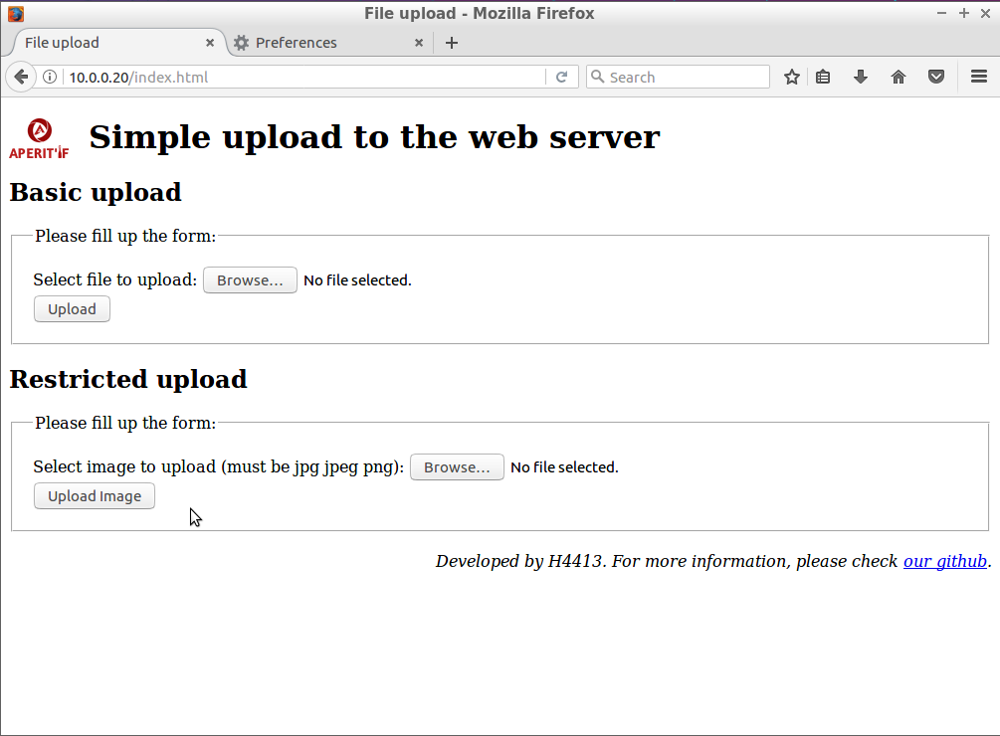 File upload - Mozilla Firefox
File upload
Preferences
10.0.0.20/index.html
Search
APERIT'iF
Simple upload to the web server
Basic upload
Please fill up the form:
Select file to upload: Browse... No file selected.
Upload
Restricted upload
Please fill up the form:
Select image to upload (must be jpg jpeg png): Browse... No file selected.
Upload Image
Developed by H4413. For more information, please check our github.